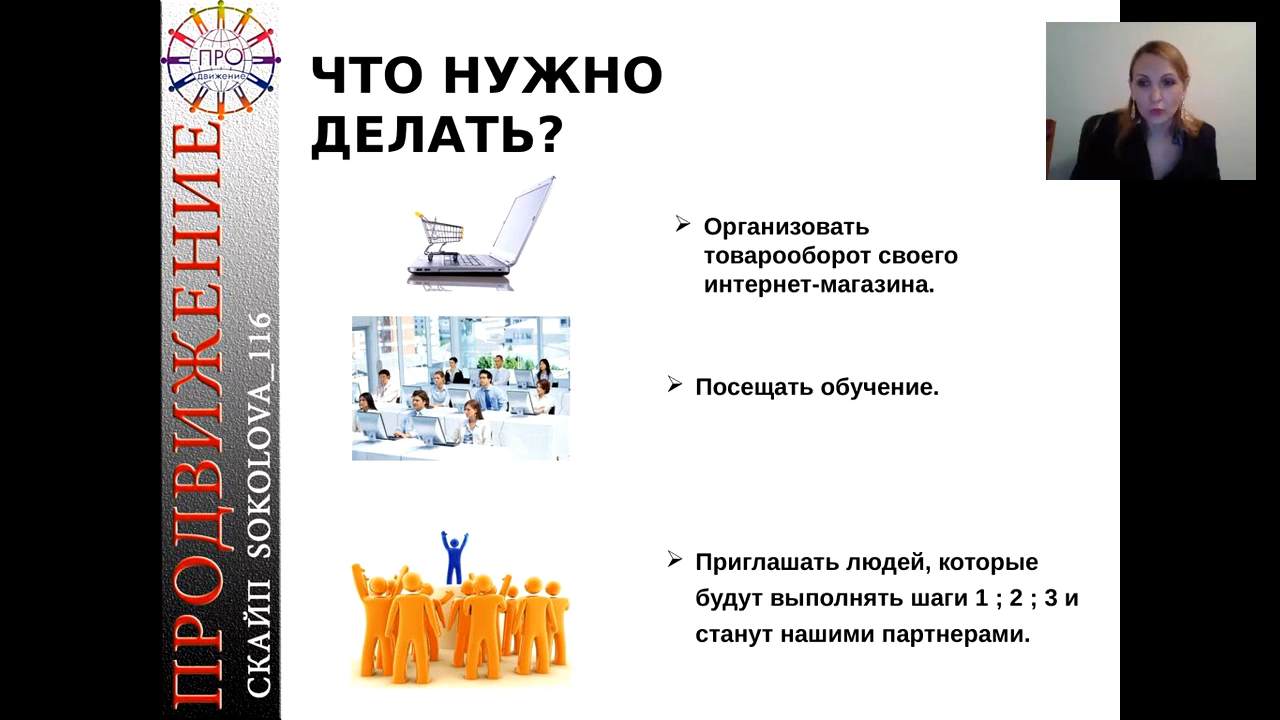 ПРО
движение
ПРОДВИЖЕНИЕ
СКАЙП SOKOLOVA_116
ЧТО НУЖНО
ДЕЛАТЬ?
➢ Организовать
товарооборот своего
интернет-магазина.
➢ Посещать обучение.
➢ Приглашать людей, которые
будут выполнять шаги 1 ; 2 ; 3 и
станут нашими партнерами.